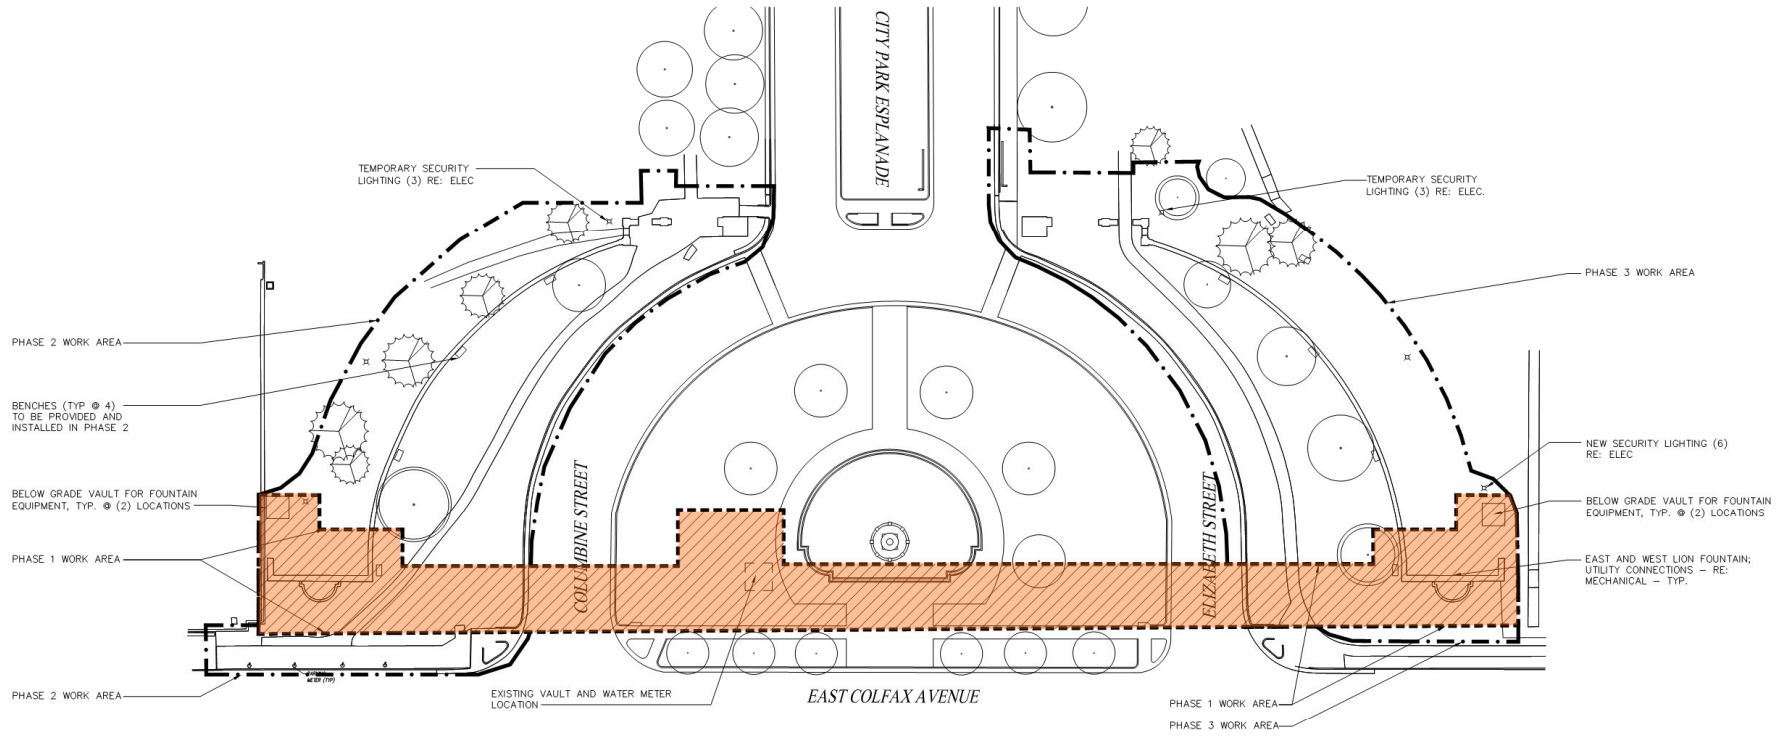 CITY PARK ESPLANADE
TEMPORARY SECURITY
LIGHTING (3) RE: ELEC
TEMPORARY SECURITY
LIGHTING (3) RE: ELEC.
PHASE 3 WORK AREA
PHASE 2 WORK AREA
BENCHES (TYP @ 4)
TO BE PROVIDED AND
INSTALLED IN PHASE 2
NEW SECURITY LIGHTING (6)
RE: ELEC
BELOW GRADE VAULT FOR FOUNTAIN
EQUIPMENT, TYP. @ (2) LOCATIONS
COLUMBINE STREET
ELIZABETH STREET
BELOW GRADE VAULT FOR FOUNTAIN
EQUIPMENT, TYP. @ (2) LOCATIONS
PHASE 1 WORK AREA
EAST AND WEST LION FOUNTAIN;
UTILITY CONNECTIONS – RE:
MECHANICAL – TYP.
METER (TYP)
PHASE 2 WORK AREA
EXISTING VAULT AND WATER METER
LOCATION
EAST COLFAX AVENUE
PHASE 1 WORK AREA
PHASE 3 WORK AREA